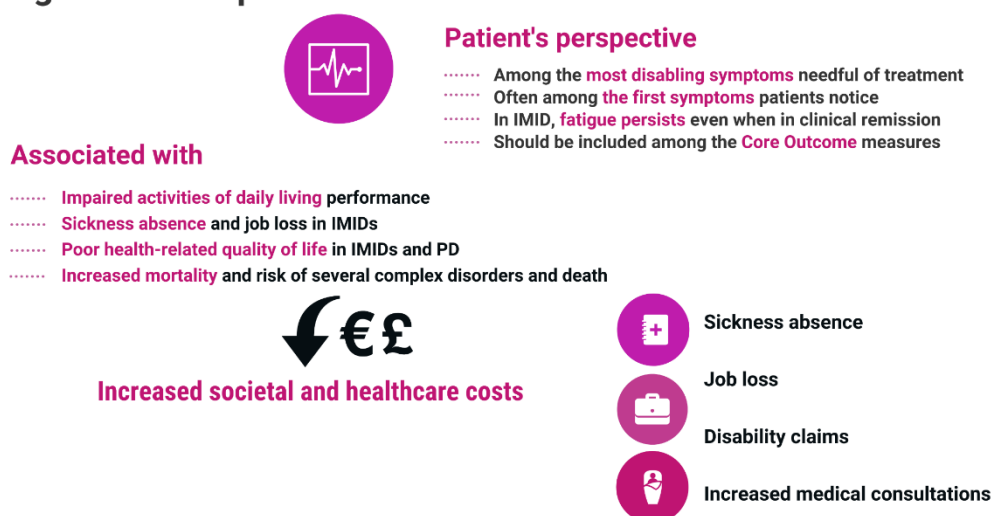 Patient's perspective
Among the most disabling symptoms needful of treatment
Often among the first symptoms patients notice
In IMID, fatigue persists even when in clinical remission
Should be included among the Core Outcome measures
Associated with
Impaired activities of daily living performance
Sickness absence and job loss in IMIDs
Poor health-related quality of life in IMIDs and PD
Increased mortality and risk of several complex disorders and death
€£
Increased societal and healthcare costs
Sickness absence
Job loss
Disability claims
Increased medical consultations